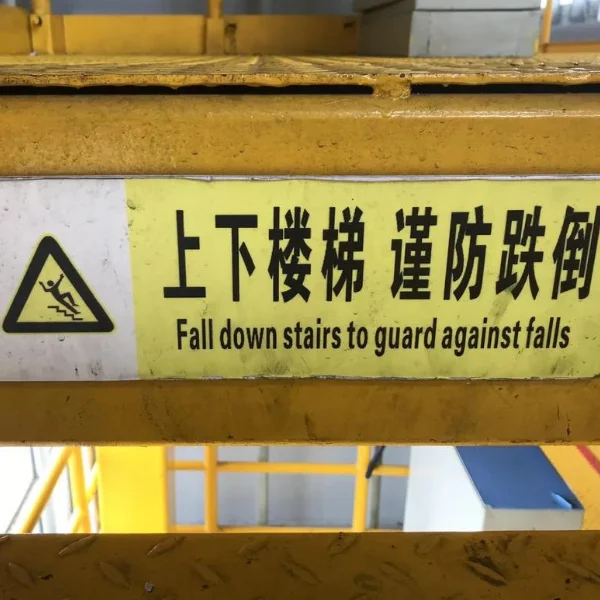 上下楼梯 谨防跌倒
Fall down stairs to guard against falls